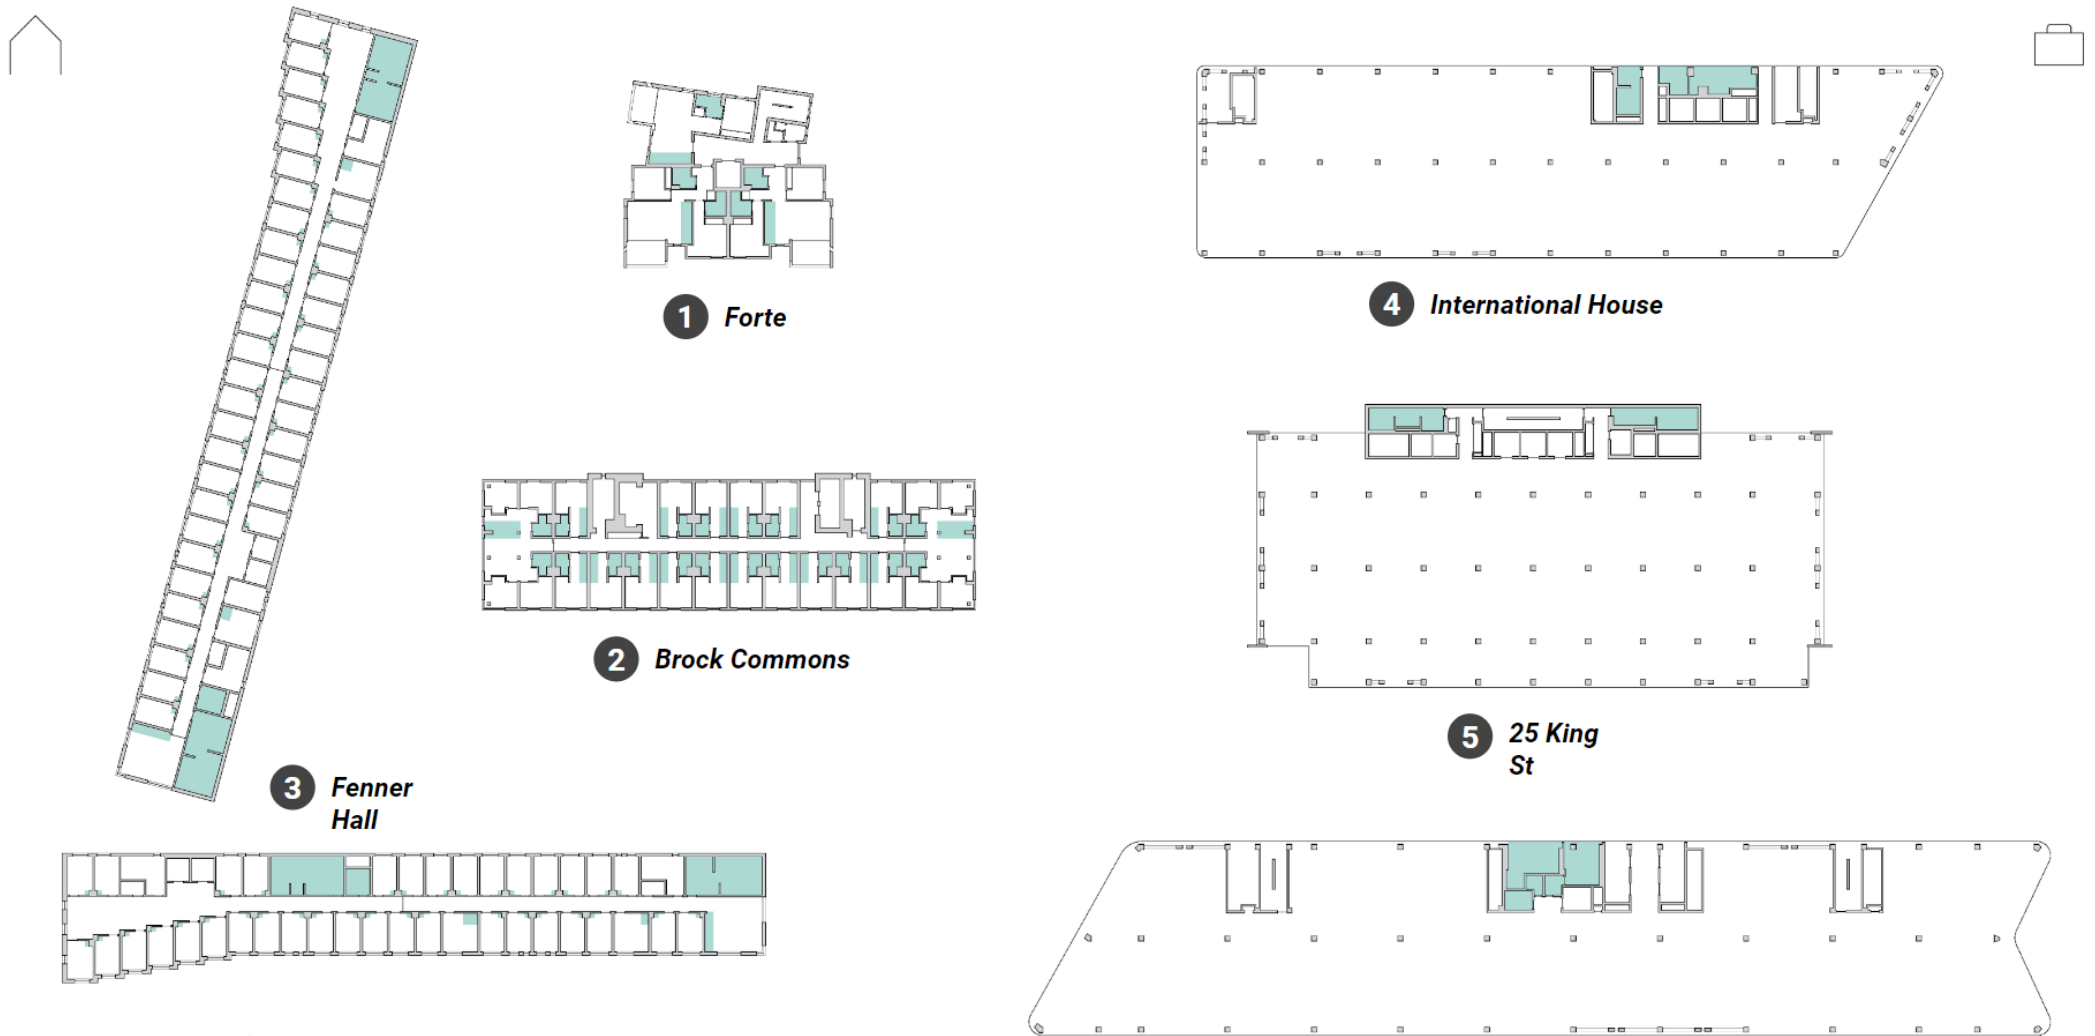 1 Forte
4 International House
2 Brock Commons
5 25 King
St
3 Fenner
Hall